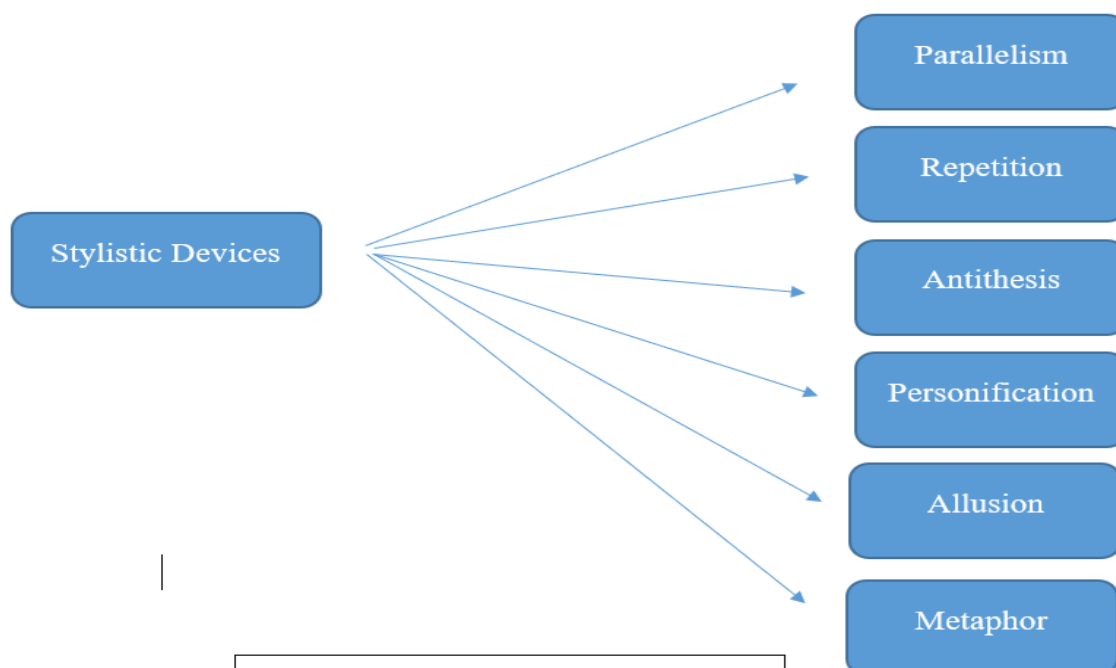 Stylistic Devices
Parallelism
Repetition
Antithesis
Personification
Allusion
Metaphor